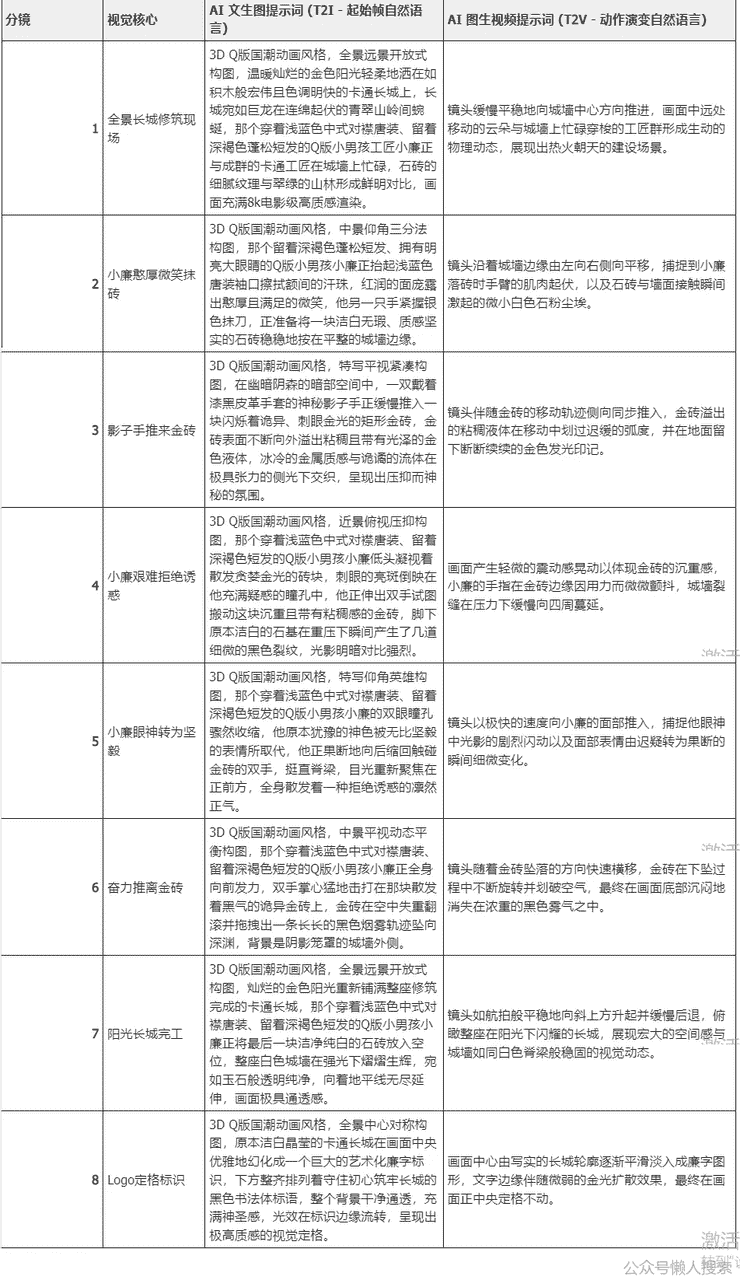 分镜
视觉核心
AI 文生图提示词 (T2I - 起始帧自然语
言)
AI 图生视频提示词 (T2V - 动作演变自然语言)
1
全景长城修筑现
场
3D Q版国潮动画风格，全景远景开放式
构图，温暖灿烂的金色阳光轻柔地洒在如
积木般宏伟且色调明快的卡通长城上，长
城宛如巨龙在连绵起伏的青翠山岭间蜿
蜒，那个穿着浅蓝色中式对襟唐装、留着
深褐色蓬松短发的Q版小男孩工匠小廉正
与成群的卡通工匠在城墙上忙碌，石砖的
细腻纹理与翠绿的山林形成鲜明对比，画
面充满8k电影级高质感渲染。
镜头缓慢平稳地向城墙中心方向推进，画面中远处
移动的云朵与城墙上忙碌穿梭的工匠群形成生动的
物理动态，展现出热火朝天的建设场景。
2
小廉憨厚微笑抹
砖
3D Q版国潮动画风格，中景仰角三分法
构图，那个留着深褐色蓬松短发、拥有明
亮大眼睛的Q版小男孩小廉正抬起浅蓝色
唐装袖口擦拭额间的汗珠，红润的面庞露
出憨厚且满足的微笑，他另一只手紧握银
色抹刀，正准备将一块洁白无瑕、质感坚
实的石砖稳稳地按在平整的城墙边缘。
镜头沿着城墙边缘由左向右侧向平移，捕捉到小廉
落砖时手臂的肌肉起伏，以及石砖与墙面接触瞬间
激起的微小白色石粉尘埃。
3
影子手推来金砖
3D Q版国潮动画风格，特写平视紧凑构
图，在幽暗阴森的暗部空间中，一双戴着
漆黑皮革手套的神秘影子手正缓慢推入一
块闪烁着诡异、刺眼金光的矩形金砖，金
砖表面不断向外溢出粘稠且带有光泽的金
色液体，冰冷的金属质感与诡谲的流体在
极具张力的侧光下交织，呈现出压抑而神
秘的氛围。
镜头伴随金砖的移动轨迹侧向同步推入，金砖溢出
的粘稠液体在移动中划过迟缓的弧度，并在地面留
下断断续续的金色发光印记。
4
小廉艰难拒绝诱
惑
3D Q版国潮动画风格，近景俯视压抑构
图，那个穿着浅蓝色中式对襟唐装、留着
深褐色短发的Q版小男孩小廉低头凝视着
散发贪婪金光的砖块，刺眼的亮斑倒映在
他充满疑惑的瞳孔中，他正伸出双手试图
搬动这块沉重且带有粘稠感的金砖，脚下
原本洁白的石基在重压下瞬间产生了几道
细微的黑色裂纹，光影明暗对比强烈。
画面产生轻微的震动感晃动以体现金砖的沉重感，
小廉的手指在金砖边缘因用力而微微颤抖，城墙裂
缝在压力下缓慢向四周蔓延。
5
小廉眼神转为坚
毅
3D Q版国潮动画风格，特写仰角英雄构
图，那个穿着浅蓝色中式对襟唐装、留着
深褐色短发的Q版小男孩小廉的双眼瞳孔
骤然收缩，他原本犹豫的神色被无比坚毅
的表情所取代，他正果断地向后缩回触碰
金砖的双手，挺直脊梁，目光重新聚焦在
正前方，全身散发着一种拒绝诱惑的凛然
正气。
镜头以极快的速度向小廉的面部推入，捕捉他眼神
中光影的剧烈闪动以及面部表情由迟疑转为果断的
瞬间细微变化。
6
奋力推离金砖
3D Q版国潮动画风格，中景平视动态平
衡构图，那个穿着浅蓝色中式对襟唐装、
留着深褐色短发的Q版小男孩小廉正全身
向前发力，双手掌心猛地击打在那块散发
着黑气的诡异金砖上，金砖在空中失重翻
滚并拖拽出一条长长的黑色烟雾轨迹坠向
深渊，背景是阴影笼罩的城墙外侧。
镜头随着金砖坠落的方向快速横移，金砖在下坠过
程中不断旋转并划破空气，最终在画面底部沉闷地
消失在浓重的黑色雾气之中。
7
阳光长城完工
3D Q版国潮动画风格，全景远景开放式
构图，灿烂的金色阳光重新铺满整座修筑
完成的卡通长城，那个穿着浅蓝色中式对
襟唐装、留着深褐色短发的Q版小男孩小
廉正将最后一块洁净纯白的石砖放入空
位，整座白色城墙在强光下熠熠生辉，宛
如玉石般透明纯净，向着地平线无尽延
伸，画面极具通透感。
镜头如航拍般平稳地向斜上方升起并缓慢后退，俯
瞰整座在阳光下闪耀的长城，展现宏大的空间感与
城墙如同白色脊梁般稳固的视觉动态。
8
Logo定格标识
3D Q版国潮动画风格，全景中心对称构
图，原本洁白晶莹的卡通长城在画面中央
优雅地幻化成一个巨大的艺术化廉字标
识，下方整齐排列着守住初心筑牢长城的
黑色书法体标语，整个背景干净通透，充
满神圣感，光效在标识边缘流转，呈现出
极高质感的视觉定格。
画面中心由写实的长城轮廓逐渐平滑淡入成廉字图
形，文字边缘伴随微弱的金光扩散效果，最终在画
面正中央定格不动。
激活
公众号懒人搜索